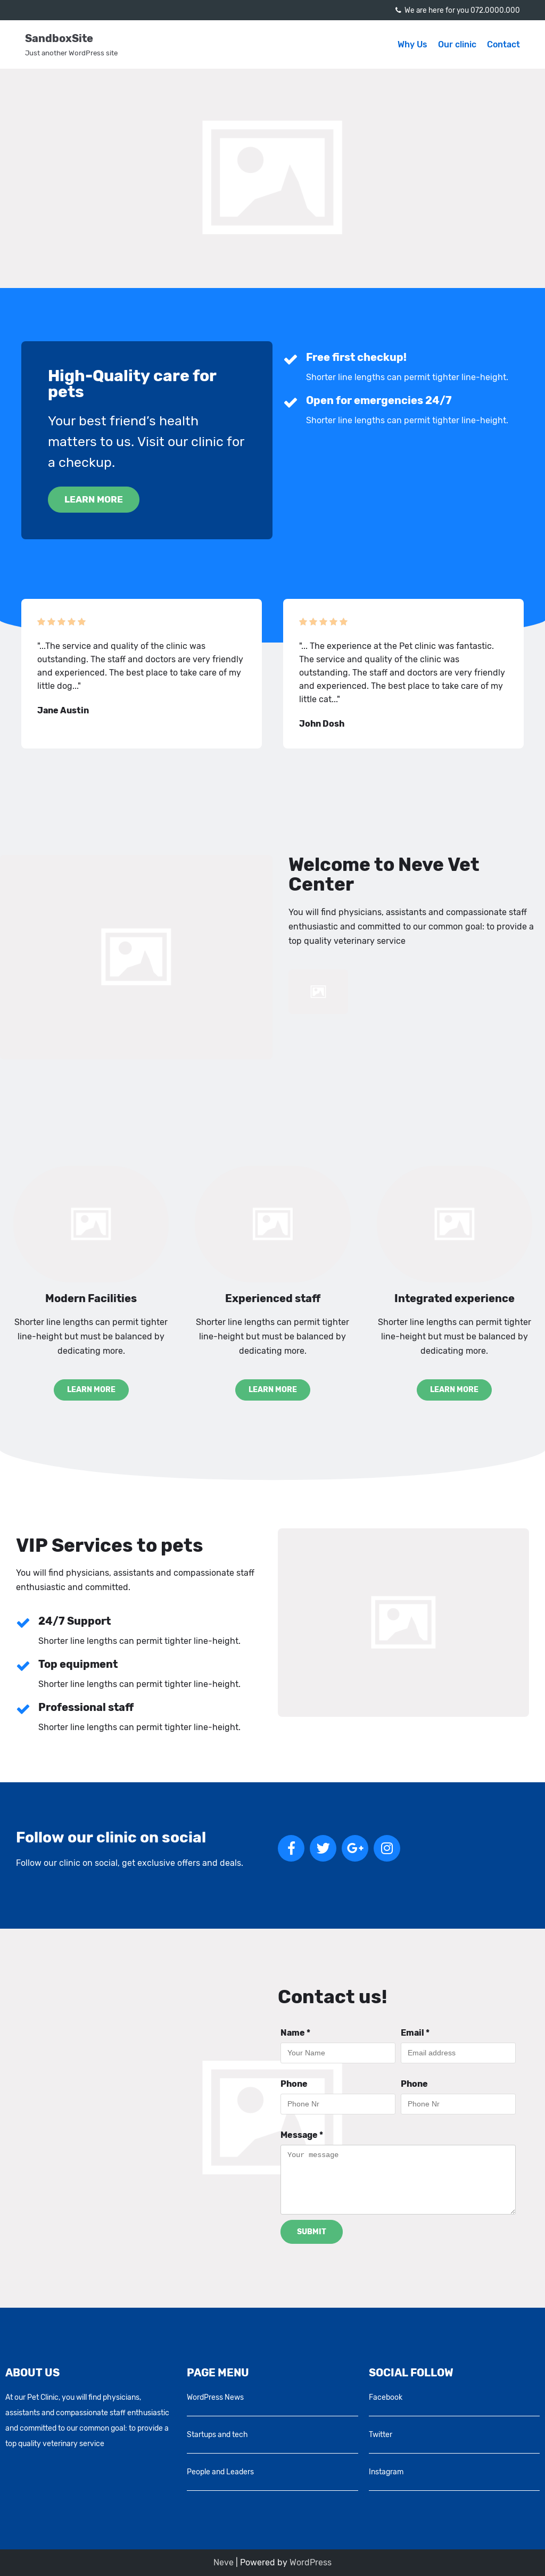 We are here for you 072.0000.000
SandboxSite
Just another WordPress site
Why Us
Our clinic
Contact
High-Quality care for
pets
Your best friend’s health
matters to us. Visit our clinic for
a checkup.
LEARN MORE
Free first checkup!
Shorter line lengths can permit tighter line-height.
Open for emergencies 24/7
Shorter line lengths can permit tighter line-height.
"...The service and quality of the clinic was
outstanding. The staff and doctors are very friendly
and experienced. The best place to take care of my
little dog..."
Jane Austin
"... The experience at the Pet clinic was fantastic.
The service and quality of the clinic was
outstanding. The staff and doctors are very friendly
and experienced. The best place to take care of my
little cat..."
John Dosh
Welcome to Neve Vet
Center
You will find physicians, assistants and compassionate staff
enthusiastic and committed to our common goal: to provide a
top quality veterinary service
Modern Facilities
Shorter line lengths can permit tighter
line-height but must be balanced by
dedicating more.
LEARN MORE
Experienced staff
Shorter line lengths can permit tighter
line-height but must be balanced by
dedicating more.
LEARN MORE
Integrated experience
Shorter line lengths can permit tighter
line-height but must be balanced by
dedicating more.
LEARN MORE
VIP Services to pets
You will find physicians, assistants and compassionate staff
enthusiastic and committed.
24/7 Support
Shorter line lengths can permit tighter line-height.
Top equipment
Shorter line lengths can permit tighter line-height.
Professional staff
Shorter line lengths can permit tighter line-height.
Follow our clinic on social
Follow our clinic on social, get exclusive offers and deals.
Contact us!
Name *
Email *
Your Name
Email address
Phone
Phone
Phone Nr
Phone Nr
Message *
Your message
SUBMIT
ABOUT US
At our Pet Clinic, you will find physicians,
assistants and compassionate staff enthusiastic
and committed to our common goal: to provide a
top quality veterinary service
PAGE MENU
WordPress News
Startups and tech
People and Leaders
SOCIAL FOLLOW
Facebook
Twitter
Instagram
Neve | Powered by WordPress